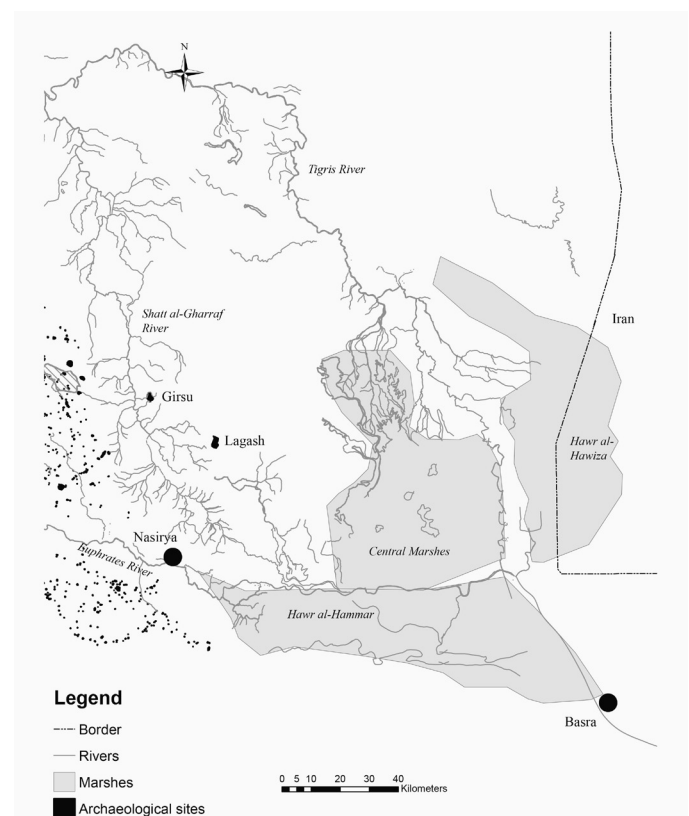 N
Tigris River
Shatt al-Gharraf
River
Iran
Girsu
Lagash
Hawr al-
Hawiza
Nasirya
Euphrates River
Central Marshes
Hawr al-Hammar
Basra
Legend
Border
Rivers
Marshes
Archaeological sites
0 5 10 20 30 40
Kilometers